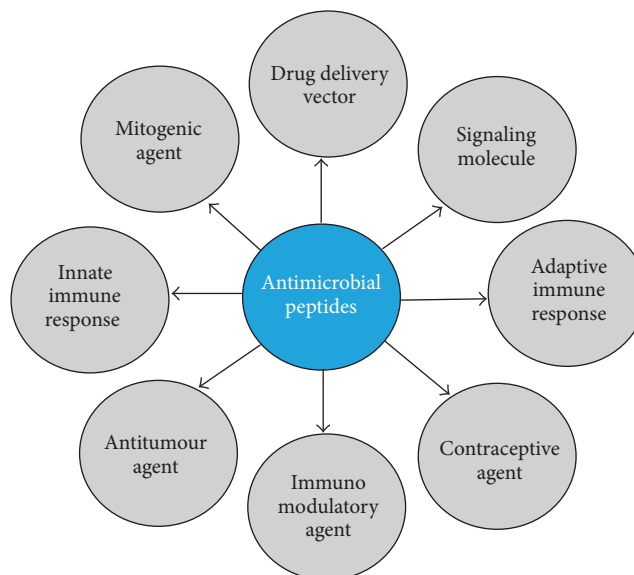 Drug delivery
vector
Mitogenic
agent
Signaling
molecule
Innate
immune
response
Antimicrobial
peptides
Adaptive
immune
response
Antitumour
agent
Immuno
modulatory
agent
Contraceptive
agent